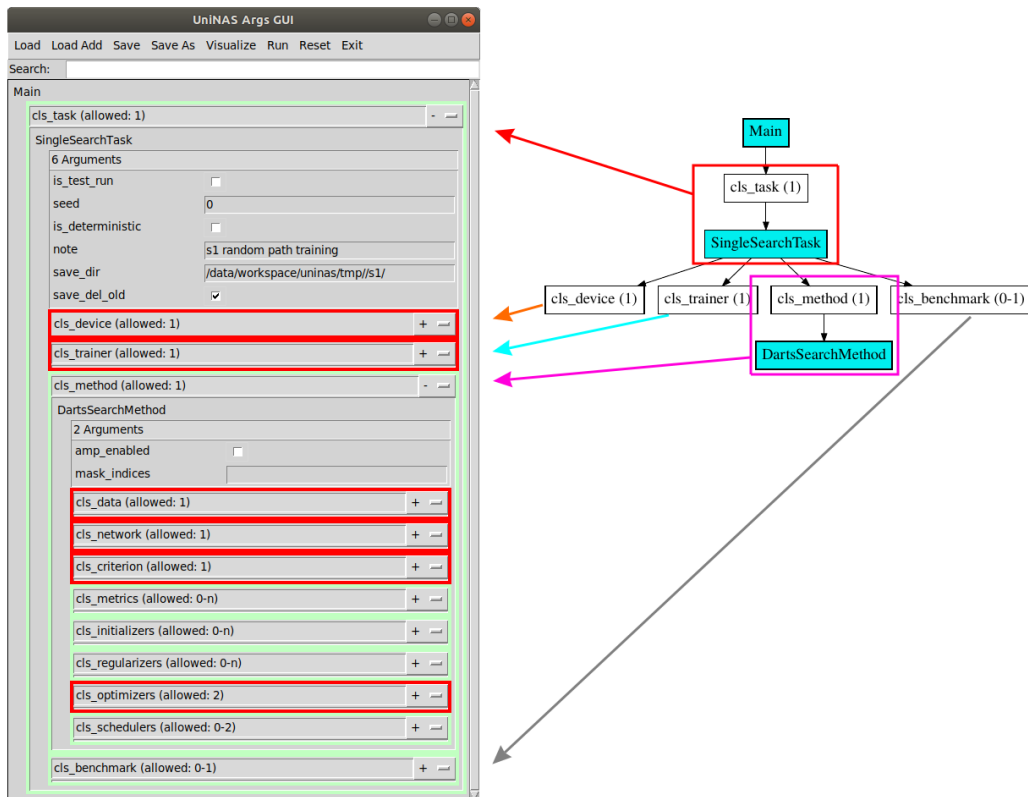 UniNAS Args GUI
Load Load Add Save Save As Visualize Run Reset Exit
Search:
Main
cls_task (allowed: 1) -
SingleSearchTask
6 Arguments
is_test_run
seed 0
is_deterministic
note s1 random path training
save_dir /data/workspace/uninas/tmp//s1/
save_del_old
cls_device (allowed: 1) +
cls_trainer (allowed: 1) +
cls_method (allowed: 1) -
DartsSearchMethod
2 Arguments
amp_enabled
mask_indices
cls_data (allowed: 1) +
cls_network (allowed: 1) +
cls_criterion (allowed: 1) +
cls_metrics (allowed: 0-n) +
cls_initializers (allowed: 0-n) +
cls_regularizers (allowed: 0-n) +
cls_optimizers (allowed: 2) +
cls_schedulers (allowed: 0-2) +
cls_benchmark (allowed: 0-1) +
Main
cls_task (1)
SingleSearchTask
cls_device (1) cls_trainer (1) cls_method (1) cls_benchmark (0-1)
DartsSearchMethod